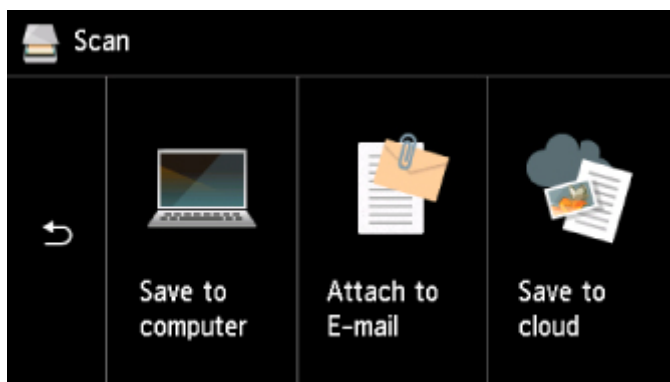 Scan
Save to
computer
Attach to
E-mail
Save to
cloud